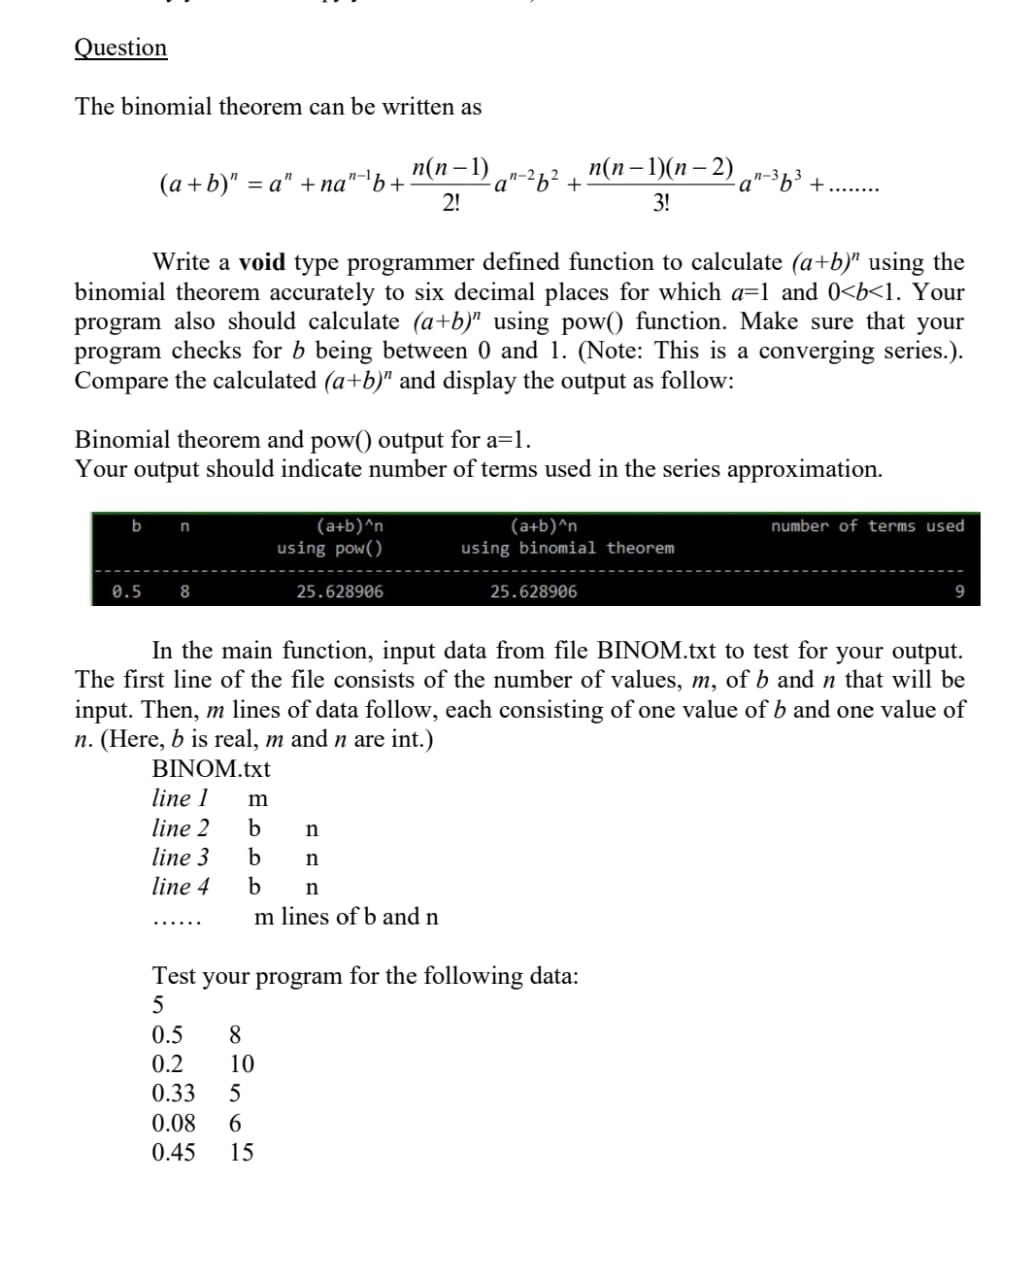 Question
The binomial theorem can be written as
(a + b)ⁿ = aⁿ + naⁿ⁻¹b + n(n − 1)/2! aⁿ⁻²b² + n(n − 1)(n − 2)/3! aⁿ⁻³b³ + ........
Write a void type programmer defined function to calculate (a+b)ⁿ using the
binomial theorem accurately to six decimal places for which a=1 and 0<b<1. Your
program also should calculate (a+b)ⁿ using pow() function. Make sure that your
program checks for b being between 0 and 1. (Note: This is a converging series.).
Compare the calculated (a+b)ⁿ and display the output as follow:
Binomial theorem and pow() output for a=1.
Your output should indicate number of terms used in the series approximation.
b n (a+b)^n (a+b)^n number of terms used
using pow() using binomial theorem
0.5 8 25.628906 25.628906 9
In the main function, input data from file BINOM.txt to test for your output.
The first line of the file consists of the number of values, m, of b and n that will be
input. Then, m lines of data follow, each consisting of one value of b and one value of
n. (Here, b is real, m and n are int.)
BINOM.txt
line 1 m
line 2 b n
line 3 b n
line 4 b n
...... m lines of b and n
Test your program for the following data:
5
0.5 8
0.2 10
0.33 5
0.08 6
0.45 15